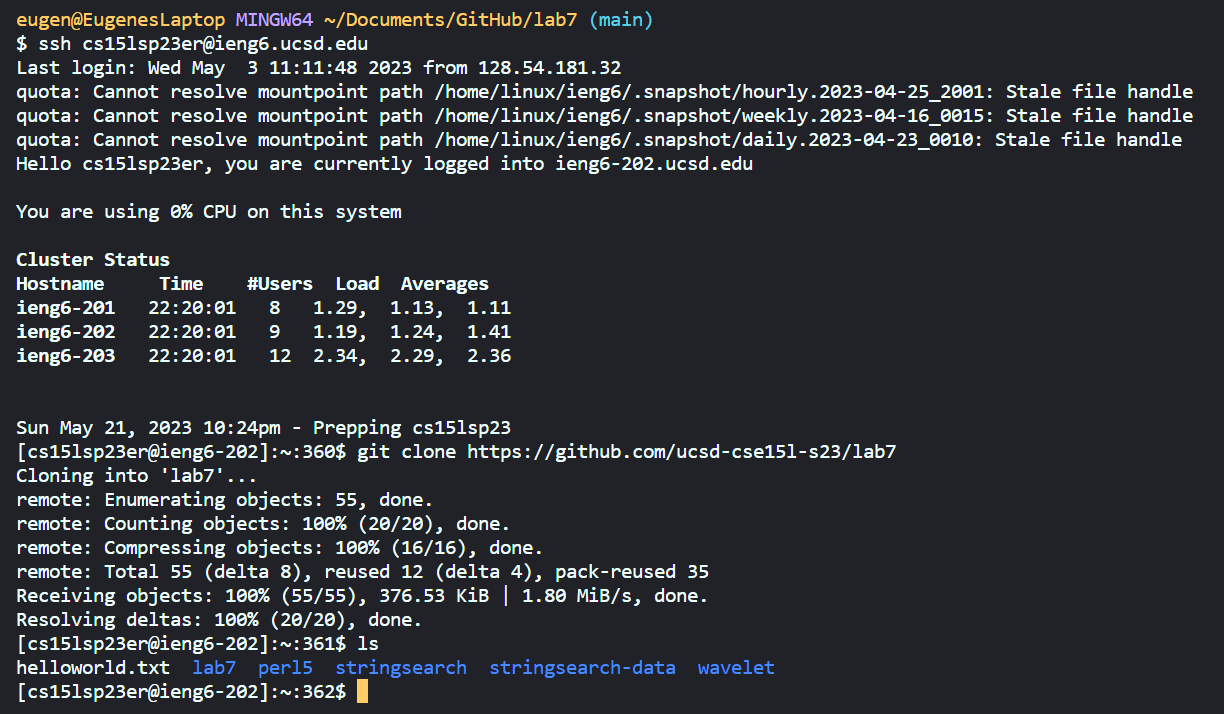 eugen@EugenesLaptop MINGW64 ~/Documents/GitHub/lab7 (main)
$ ssh cs15lsp23er@ieng6.ucsd.edu
Last login: Wed May  3 11:11:48 2023 from 128.54.181.32
quota: Cannot resolve mountpoint path /home/linux/ieng6/.snapshot/hourly.2023-04-25_2001: Stale file handle
quota: Cannot resolve mountpoint path /home/linux/ieng6/.snapshot/weekly.2023-04-16_0015: Stale file handle
quota: Cannot resolve mountpoint path /home/linux/ieng6/.snapshot/daily.2023-04-23_0010: Stale file handle
Hello cs15lsp23er, you are currently logged into ieng6-202.ucsd.edu
You are using 0% CPU on this system
Cluster Status
Hostname     Time    #Users  Load  Averages
ieng6-201   22:20:01   8   1.29,  1.13,  1.11
ieng6-202   22:20:01   9   1.19,  1.24,  1.41
ieng6-203   22:20:01   12  2.34,  2.29,  2.36
Sun May 21, 2023 10:24pm - Prepping cs15lsp23
[cs15lsp23er@ieng6-202]:~:360$ git clone https://github.com/ucsd-cse15l-s23/lab7
Cloning into 'lab7'...
remote: Enumerating objects: 55, done.
remote: Counting objects: 100% (20/20), done.
remote: Compressing objects: 100% (16/16), done.
remote: Total 55 (delta 8), reused 12 (delta 4), pack-reused 35
Receiving objects: 100% (55/55), 376.53 KiB | 1.80 MiB/s, done.
Resolving deltas: 100% (20/20), done.
[cs15lsp23er@ieng6-202]:~:361$ ls
helloworld.txt  lab7  perl5  stringsearch  stringsearch-data  wavelet
[cs15lsp23er@ieng6-202]:~:362$